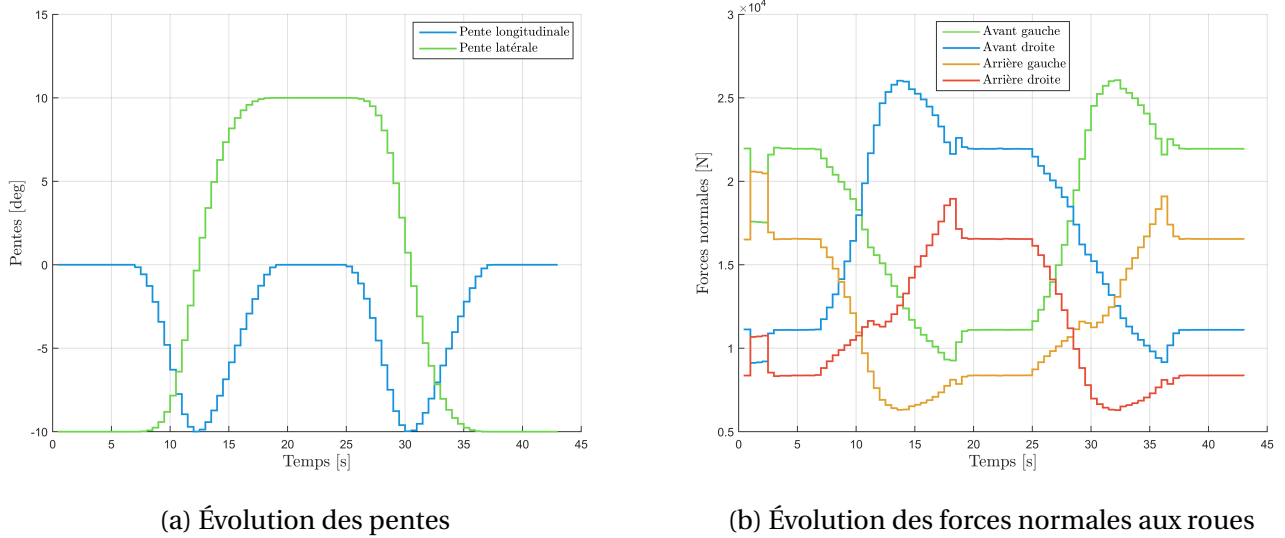 15
10
5
0
-5
-10
0
5
10
15
20
25
30
35
40
45
Pentes [deg]
Temps [s]
Pente longitudinale
Pente latérale
(a) Évolution des pentes
×10⁴
3
2.5
2
1.5
1
0.5
0
5
10
15
20
25
30
35
40
45
Forces normales [N]
Temps [s]
Avant gauche
Avant droite
Arrière gauche
Arrière droite
(b) Évolution des forces normales aux roues